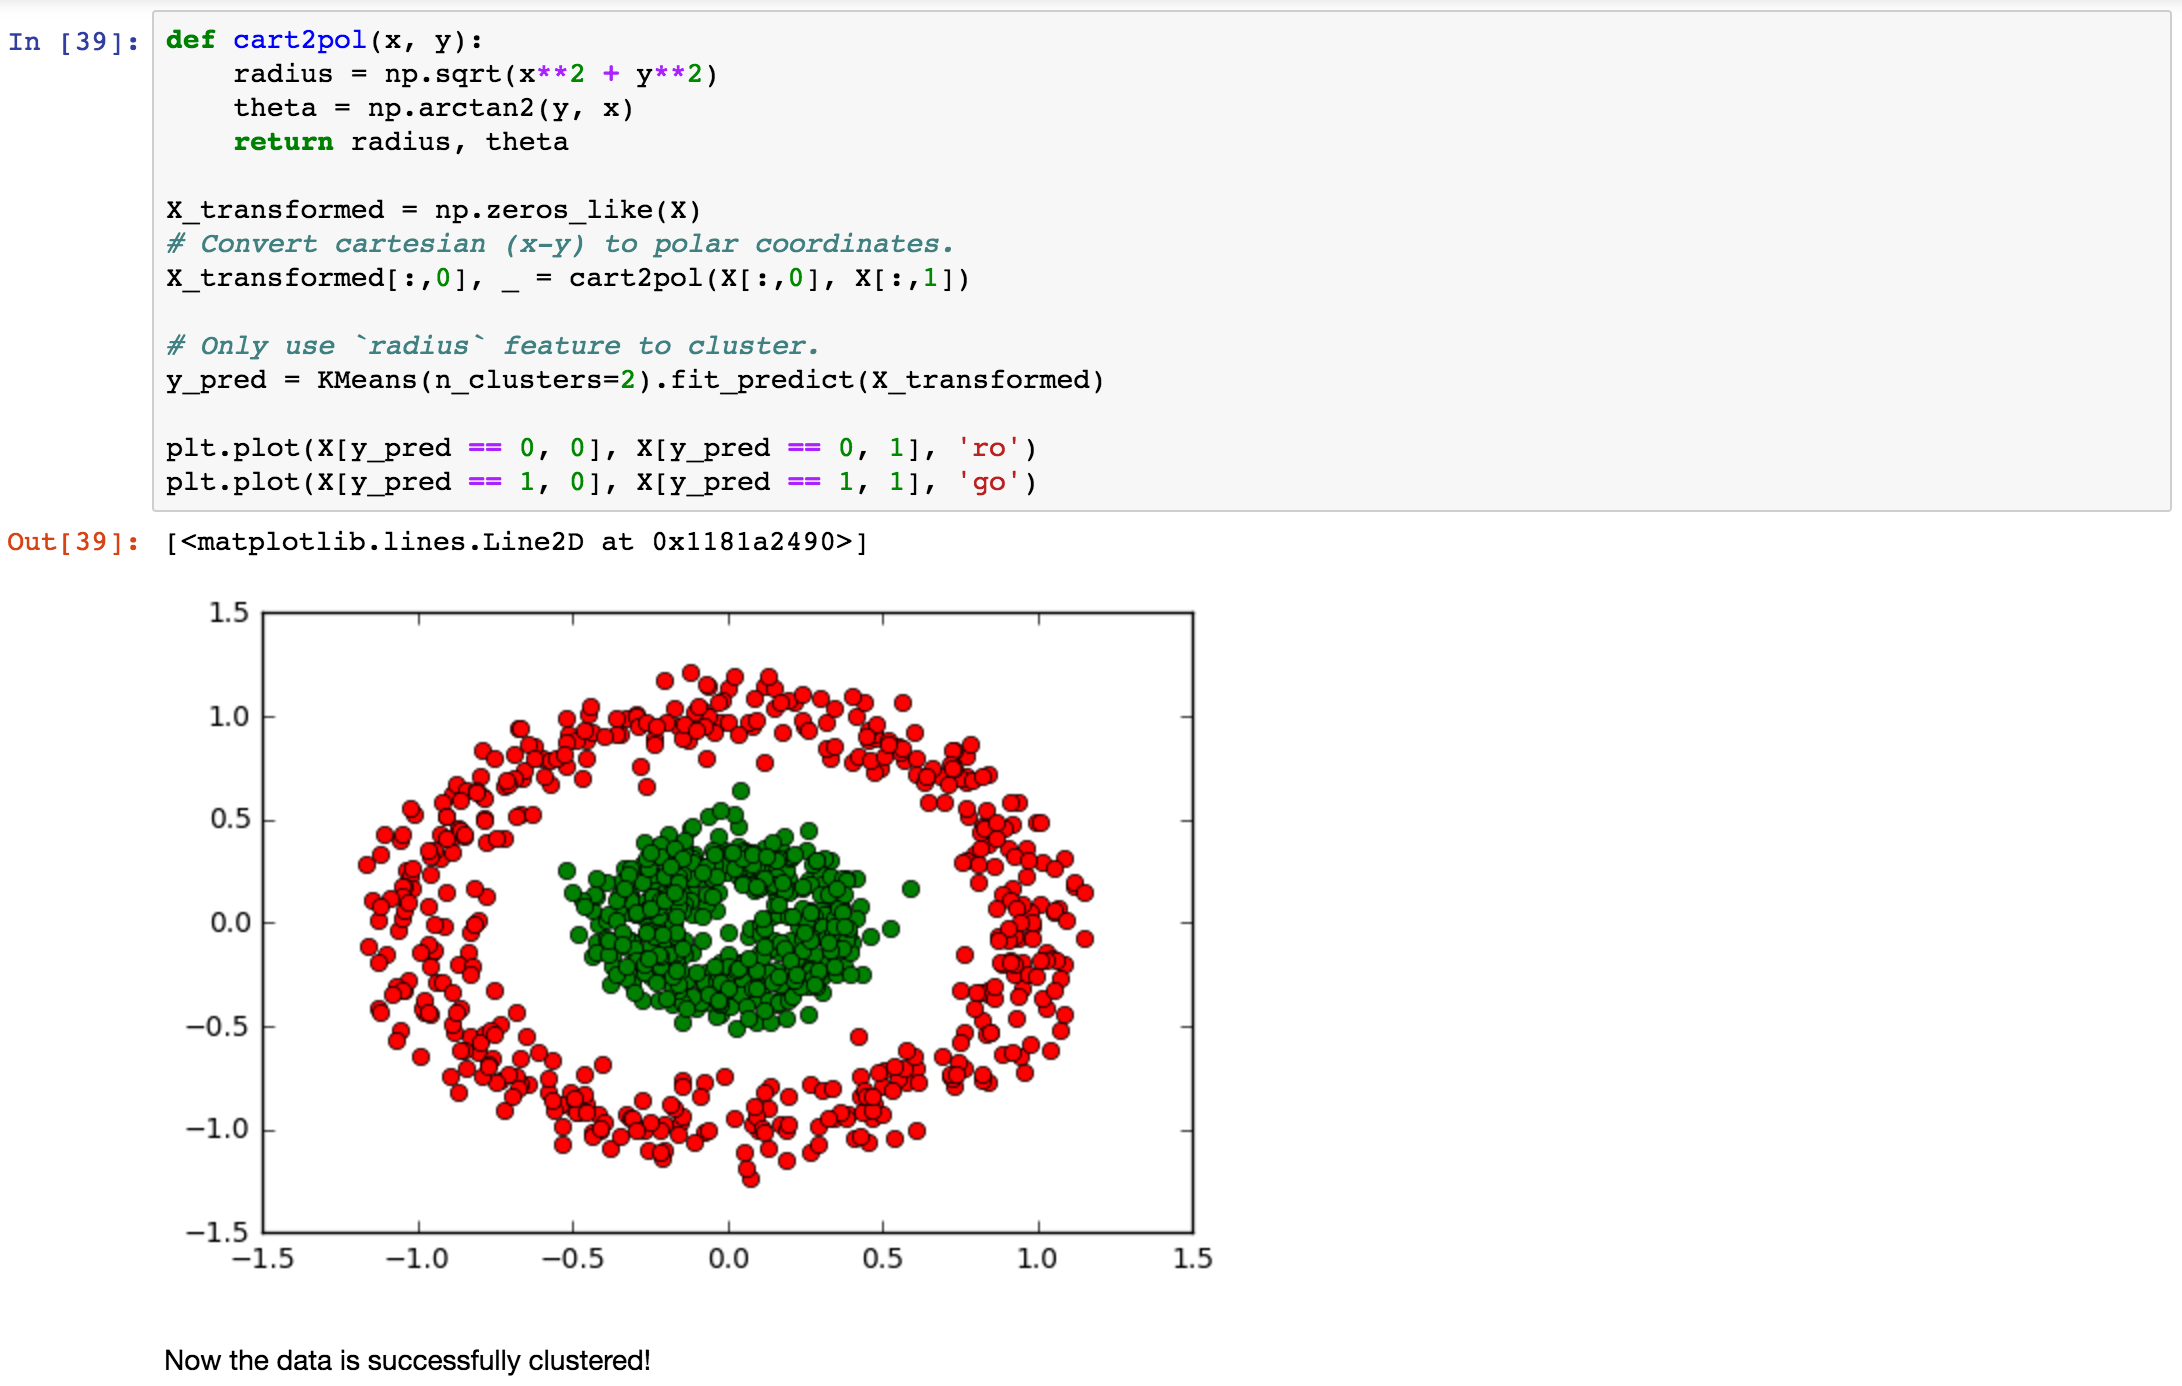 In [39]:
def cart2pol(x, y):
    radius = np.sqrt(x**2 + y**2)
    theta = np.arctan2(y, x)
    return radius, theta

X_transformed = np.zeros_like(X)
# Convert cartesian (x-y) to polar coordinates.
X_transformed[:,0], _ = cart2pol(X[:,0], X[:,1])

# Only use `radius` feature to cluster.
y_pred = KMeans(n_clusters=2).fit_predict(X_transformed)

plt.plot(X[y_pred == 0, 0], X[y_pred == 0, 1], 'ro')
plt.plot(X[y_pred == 1, 0], X[y_pred == 1, 1], 'go')
Out[39]: [<matplotlib.lines.Line2D at 0x1181a2490>]
1.5
1.0
0.5
0.0
−0.5
−1.0
−1.5
−1.5 −1.0 −0.5 0.0 0.5 1.0 1.5
Now the data is successfully clustered!